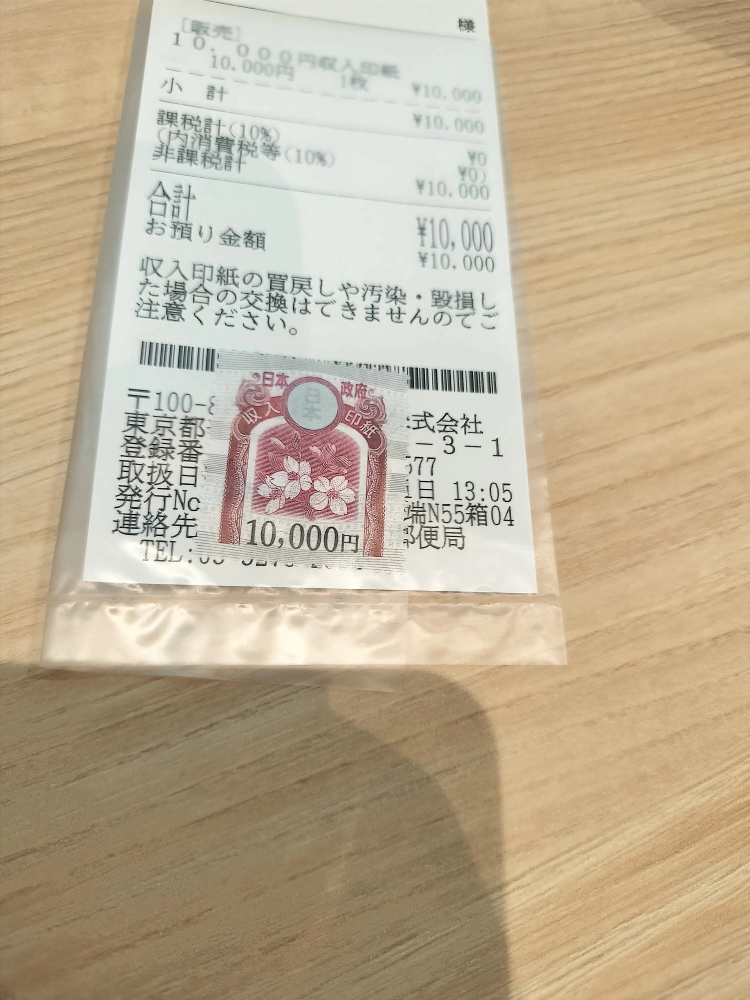 様
[販売]
10.000円収入印紙
10.000円 1枚 ¥10.000
小 計 ¥10.000
課税計(10%) ¥0
(内消費税等(10%) ¥0)
非課税計 ¥10.000
合計 ¥10,000
お預り金額 ¥10.000
収入印紙の買戻しや汚染・毀損し
た場合の交換はできませんのでご
注意ください。
日本 政府
収入 印紙
日本
10,000円
〒100-8
東京都 式会社
登録番 -3-1
取扱日 577
発行No 1日 13:05
連絡先 端N55箱04
TEL: 郵便局